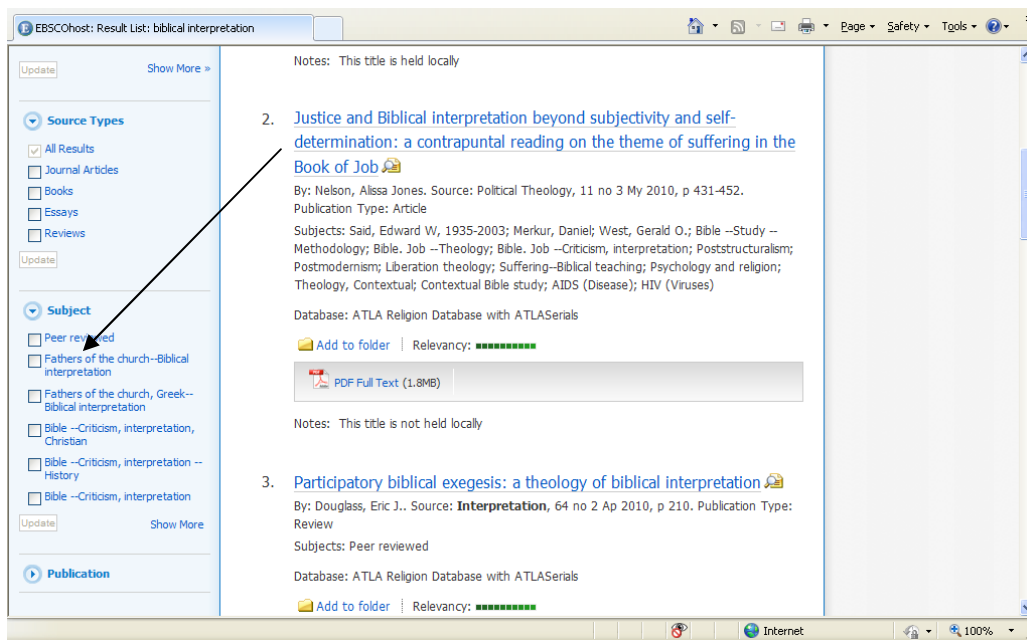 EBSCOhost: Result List: biblical interpretation
Page
Safety
Tools
Update
Show More »
Source Types
All Results
Journal Articles
Books
Essays
Reviews
Update
Subject
Peer reviewed
Fathers of the church--Biblical
interpretation
Fathers of the church, Greek--
Biblical interpretation
Bible --Criticism, interpretation,
Christian
Bible --Criticism, interpretation --
History
Bible --Criticism, interpretation
Update
Show More
Publication
Notes: This title is held locally
2. Justice and Biblical interpretation beyond subjectivity and self-
determination: a contrapuntal reading on the theme of suffering in the
Book of Job
By: Nelson, Alissa Jones. Source: Political Theology, 11 no 3 My 2010, p 431-452.
Publication Type: Article
Subjects: Said, Edward W, 1935-2003; Merkur, Daniel; West, Gerald O.; Bible --Study --
Methodology; Bible. Job --Theology; Bible. Job --Criticism, interpretation; Poststructuralism;
Postmodernism; Liberation theology; Suffering--Biblical teaching; Psychology and religion;
Theology, Contextual; Contextual Bible study; AIDS (Disease); HIV (Viruses)
Database: ATLA Religion Database with ATLASerials
Add to folder | Relevancy:
PDF Full Text (1.8MB)
Notes: This title is not held locally
3. Participatory biblical exegesis: a theology of biblical interpretation
By: Douglass, Eric J.. Source: Interpretation, 64 no 2 Ap 2010, p 210. Publication Type:
Review
Subjects: Peer reviewed
Database: ATLA Religion Database with ATLASerials
Add to folder | Relevancy:
Internet
100%